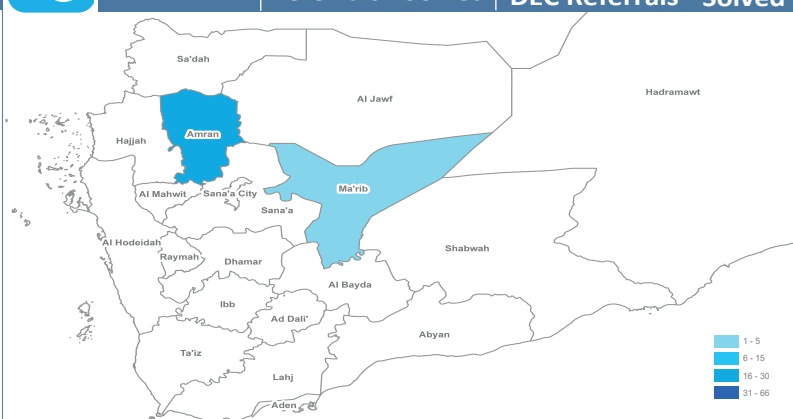 DEC Referrals Solved
Sa'dah
Al Jawf
Hadramawt
Hajjah
Amran
Al Mahwit
Sana'a City
Ma'rib
Sana'a
Al Hodeidah
Raymah
Dhamar
Shabwah
Al Bayda
Ibb
Ad Dali'
Abyan
Ta'iz
Lahj
Aden
1 - 5
6 - 15
16 - 30
31 - 66